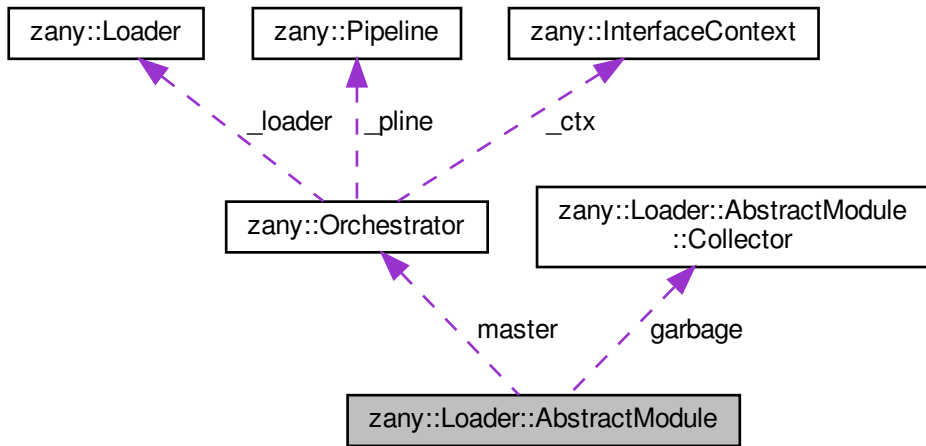 zany::Loader
zany::Pipeline
zany::InterfaceContext
_loader
_pline
_ctx
zany::Orchestrator
zany::Loader::AbstractModule
::Collector
master
garbage
zany::Loader::AbstractModule